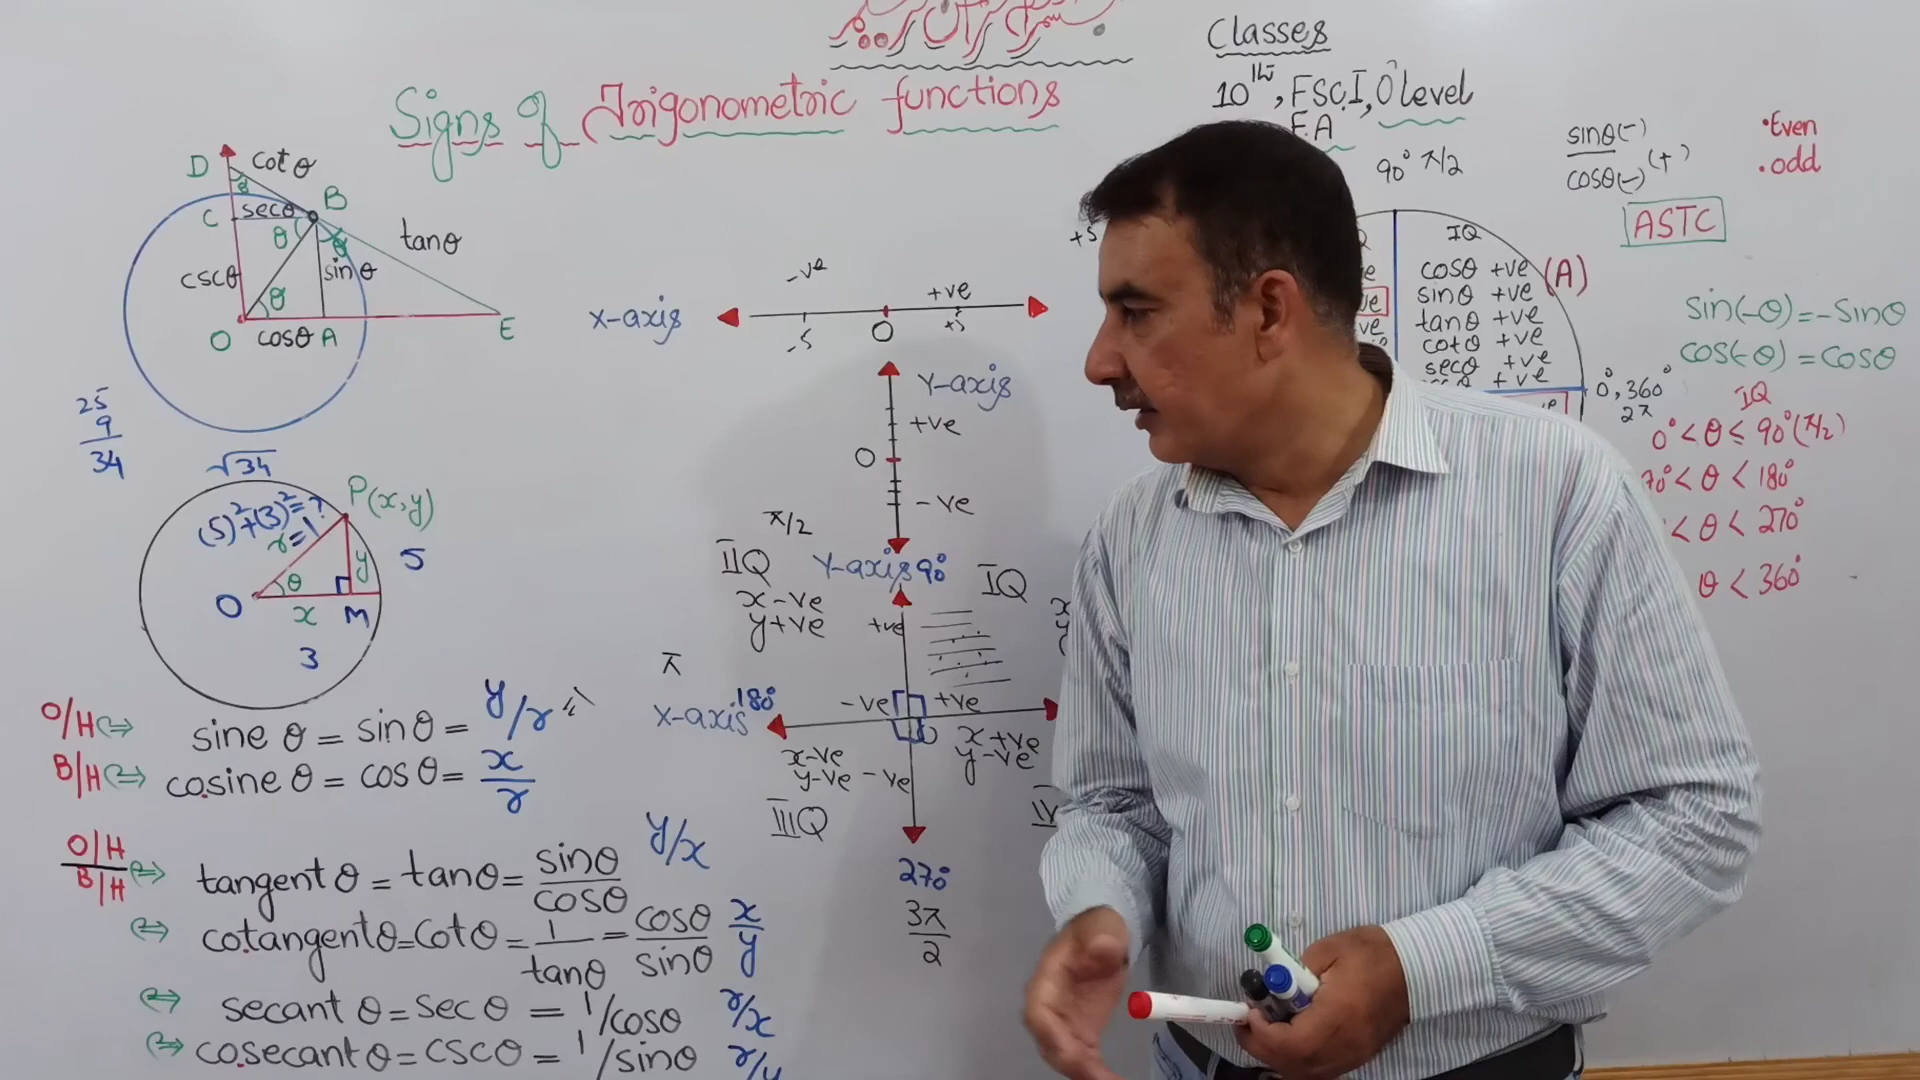 Signs of Trigonometric functions
Classes
10th, FSC.I, O level
F.A
90° π/2
sinθ(-)
cosθ(-) (+)
•Even
•odd
ASTC
D cotθ
C secθ B
θ
tanθ
cscθ
sinθ
θ
O cosθ A E
25
9
34
√34
(5)²+(3)²=?
P(x,y)
r=1
y
5
θ
O x M
3
x-axis
-ve +ve
-5 O +5
Y-axis
+ve
O
-ve
π/2
IIQ Y-axis 90° IQ
x-ve
y+ve
+ve
π
x-axis 180°
-ve +ve
x-ve
y-ve -ve
x+ve
y-ve
IIIQ
270°
3π
2
IQ
cosθ +ve (A)
sinθ +ve
tanθ +ve
cotθ +ve
secθ +ve
+ve
0°, 360°
2π
sin(-θ)=-sinθ
cos(-θ)=cosθ
IQ
0°<θ≤90°(π/2)
<θ<180°
<θ<270°
θ<360°
O/H sine θ = sinθ = y/r
B/H cosine θ = cosθ = x/r
O/H
B/H
tangent θ = tanθ = sinθ/cosθ y/x
cotangentθ=cotθ=1/tanθ=cosθ/sinθ x/y
secant θ = sec θ = 1/cosθ r/x
cosecant θ = cscθ = 1/sinθ r/y